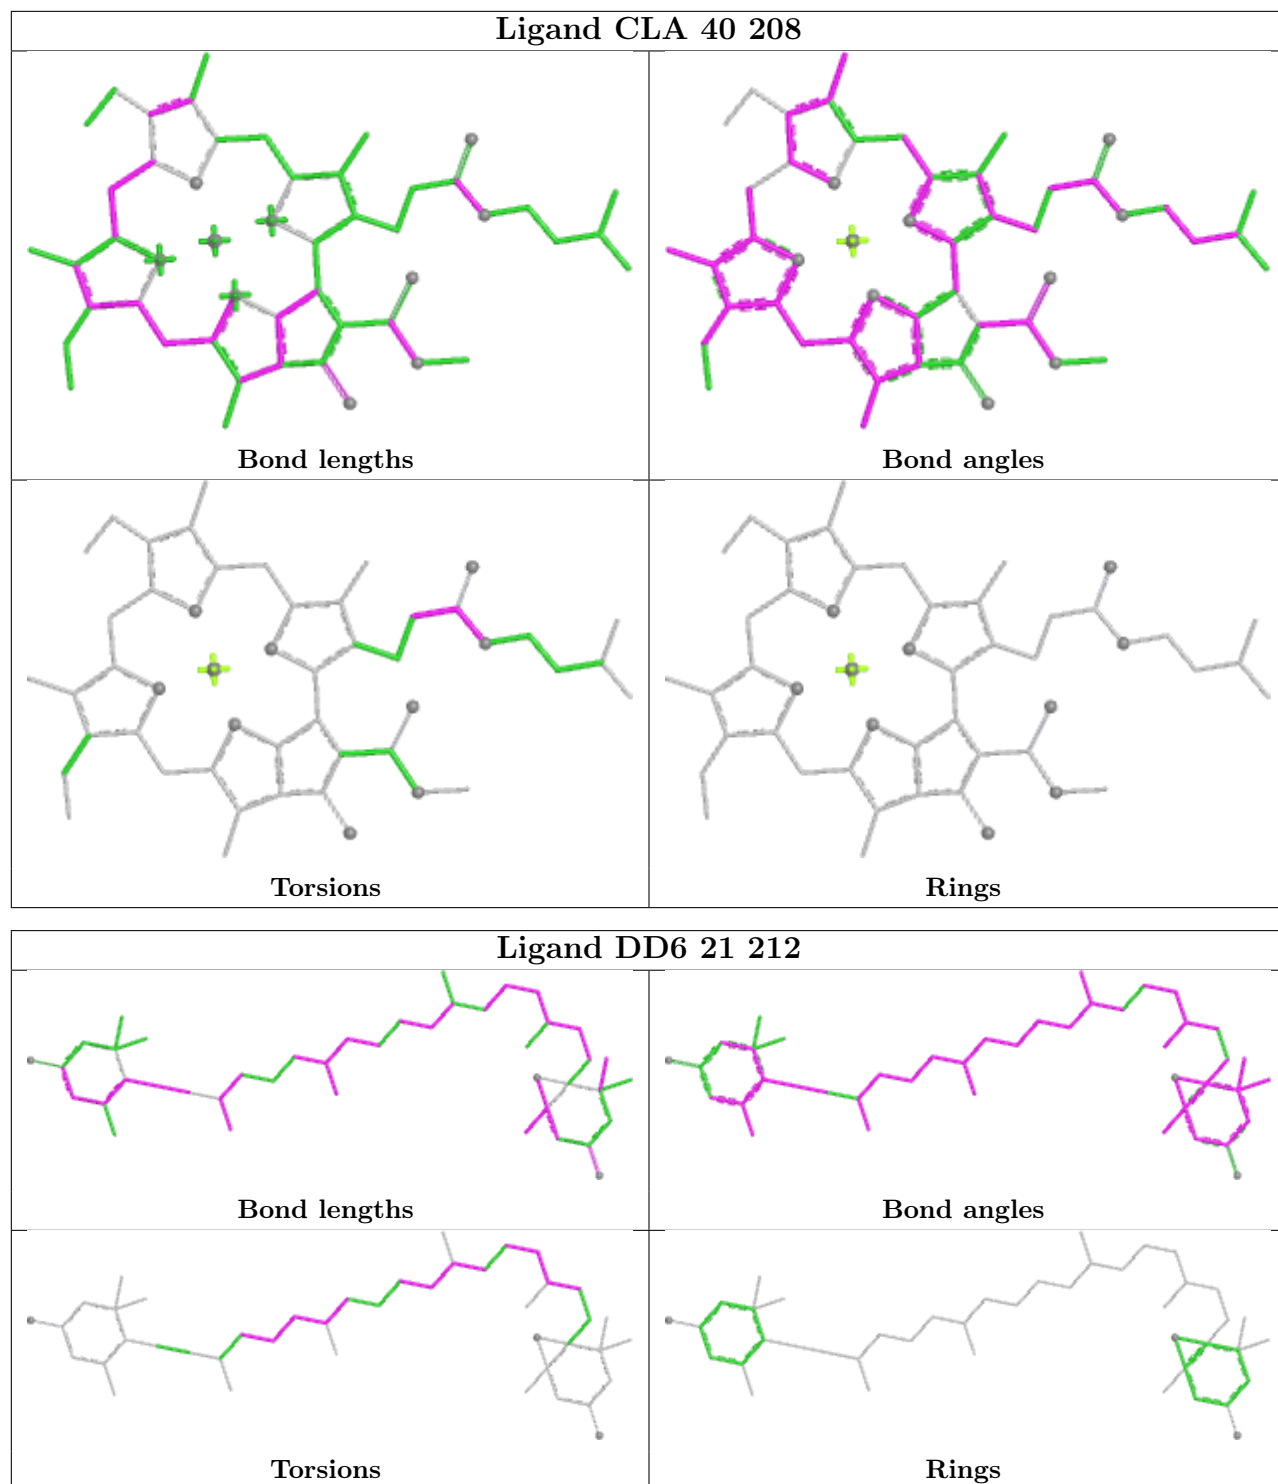 Ligand CLA 40 208
Bond lengths
Bond angles
Torsions
Rings
Ligand DD6 21 212
Bond lengths
Bond angles
Torsions
Rings